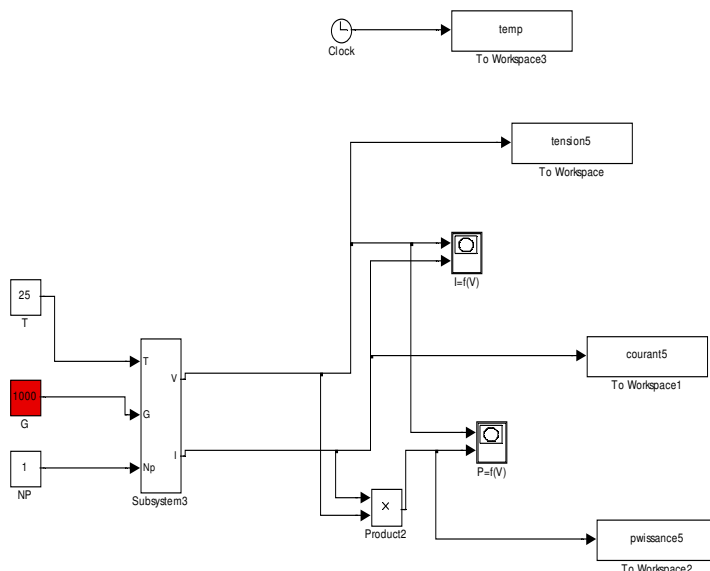 temp
Clock
To Workspace3
tension5
To Workspace
I=f(V)
25
T
T
V
courant5
To Workspace1
1000
G
G
P=f(V)
1
NP
I
Np
Subsystem3
x
Product2
pwissance5
To Workspace2